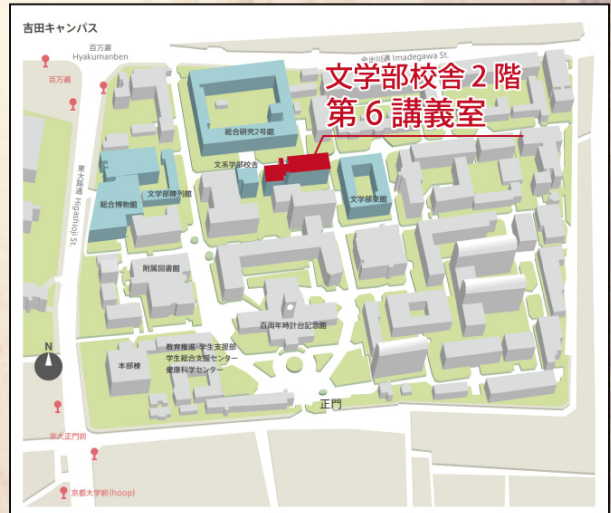 吉田キャンパス
百万遍
Hyakumanben
今出川通 Imadegawa St.
百万遍
文学部校舎2階
第6講義室
総合研究2号館
文系学部校舎
文学部陳列館
文学部東館
総合博物館
東大路通 Higashioji St.
附属図書館
百周年時計台記念館
N
本部棟
教育推進・学生支援部
学生総合支援センター
健康科学センター
正門
京大正門前
京都大学前(hoop)